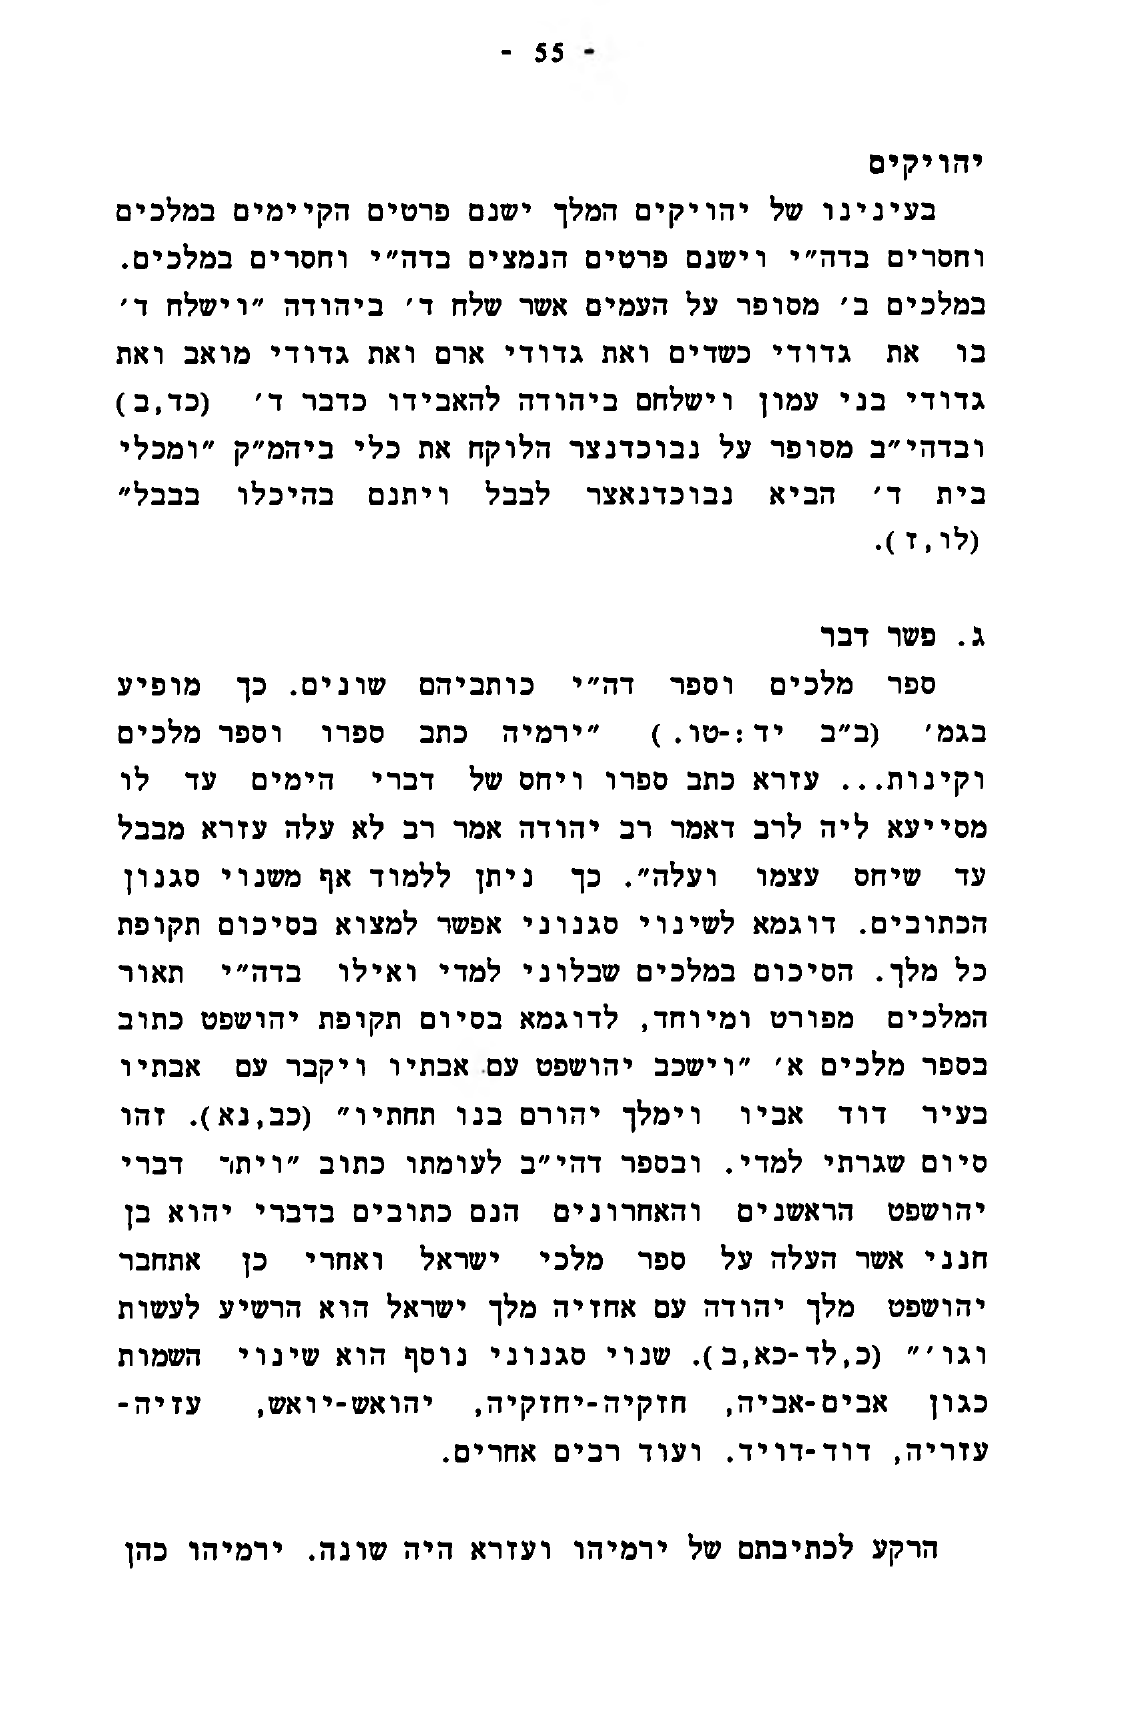 - 55 -
יהויקים
בעינינו של יהויקים המלך ישנם פרטים הקיימים במלכים
וחסרים בדה"י וישנם פרטים הנמצים בדה"י וחסרים במלכים.
במלכים ב' מסופר על העמים אשר שלח ד' ביהודה "וישלח ד'
בו את גדודי כשדים ואת גדודי ארם ואת גדודי מואב ואת
גדודי בני עמון וישלחם ביהודה להאבידו כדבר ד' (כד,ב)
ובדהי"ב מסופר על נבוכדנצר הלוקח את כלי ביהמ"ק "ומכלי
בית ד' הביא נבוכדנאצר לבבל ויתנם בהיכלו בבבל"
(לו,ז).
ג. פשר דבר
ספר מלכים וספר דה"י כותביהם שונים. כך מופיע
בגמ' (ב"ב יד:-טו.) "ירמיה כתב ספרו וספר מלכים
וקינות... עזרא כתב ספרו ויחס של דברי הימים עד לו
מסייעא ליה לרב דאמר רב יהודה אמר רב לא עלה עזרא מבבל
עד שיחס עצמו ועלה". כך ניתן ללמוד אף משנוי סגנון
הכתובים. דוגמא לשינוי סגנוני אפשר למצוא בסיכום תקופת
כל מלך. הסיכום במלכים שבלוני למדי ואילו בדה"י תאור
המלכים מפורט ומיוחד, לדוגמא בסיום תקופת יהושפט כתוב
בספר מלכים א' "וישכב יהושפט עם אבתיו ויקבר עם אבתיו
בעיר דוד אביו וימלך יהורם בנו תחתיו" (כב,נא). זהו
סיום שגרתי למדי. ובספר דהי"ב לעומתו כתוב "ויתר דברי
יהושפט הראשנים והאחרונים הנם כתובים בדברי יהוא בן
חנני אשר העלה על ספר מלכי ישראל ואחרי כן אתחבר
יהושפט מלך יהודה עם אחזיה מלך ישראל הוא הרשיע לעשות
וגו'" (כ,לד-כא,ב). שנוי סגנוני נוסף הוא שינוי השמות
כגון אבים-אביה, חזקיה-יחזקיה, יהואש-יואש, עזיה-
עזריה, דוד-דויד. ועוד רבים אחרים.
הרקע לכתיבתם של ירמיהו ועזרא היה שונה. ירמיהו כהן